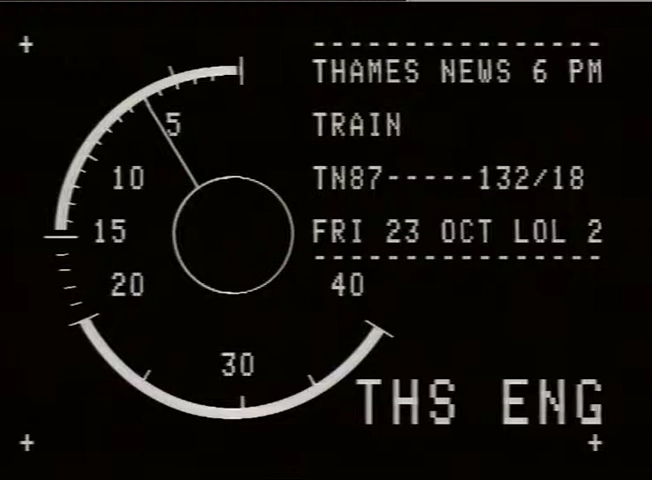 THAMES NEWS 6 PM
TRAIN
TN87-----132/18
FRI 23 OCT LOL 2
5
10
15
20
30
40
THS ENG